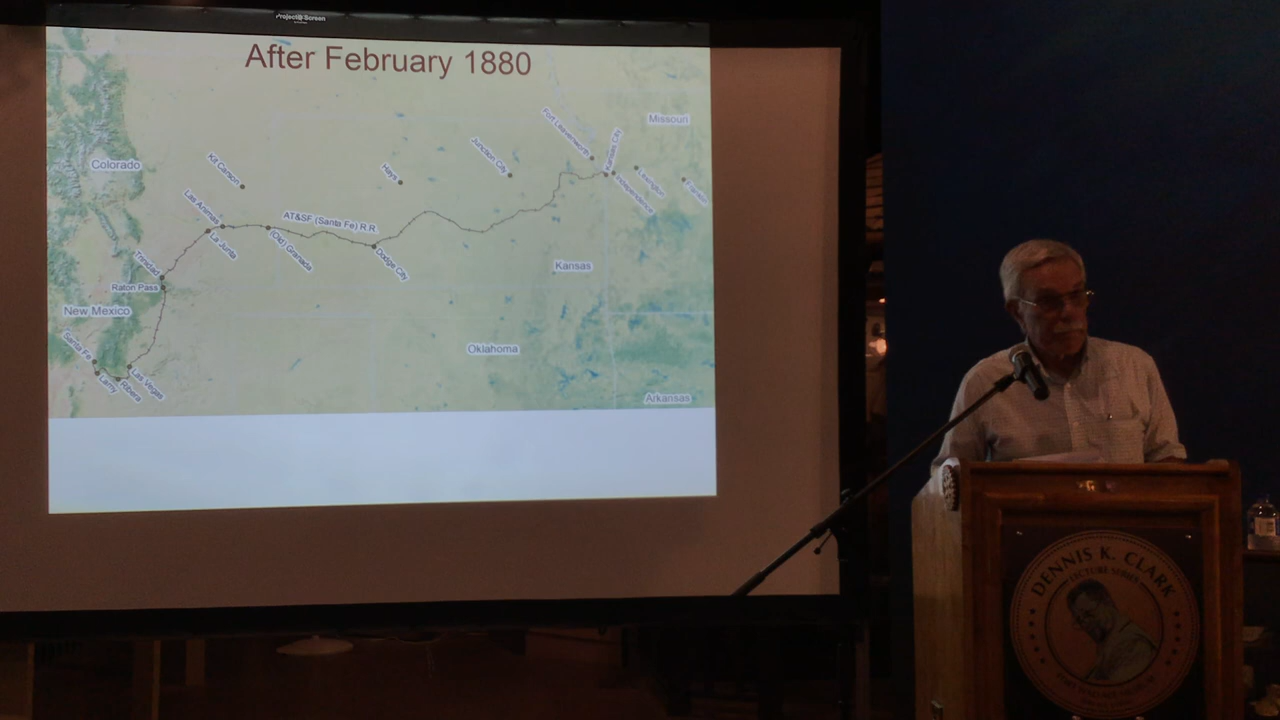 Project Screen
After February 1880
Missouri
Fort Leavenworth
Kansas City
Colorado
Kit Carson
Hays
Junction City
Lexington
Independence
Franklin
Las Animas
AT&SF (Santa Fe) R.R.
La Junta
(Old) Granada
Dodge City
Trinidad
Kansas
Raton Pass
New Mexico
Santa Fe
Oklahoma
Las Vegas
Lamy
Ribera
Arkansas
DENNIS K. CLARK
LECTURE SERIES